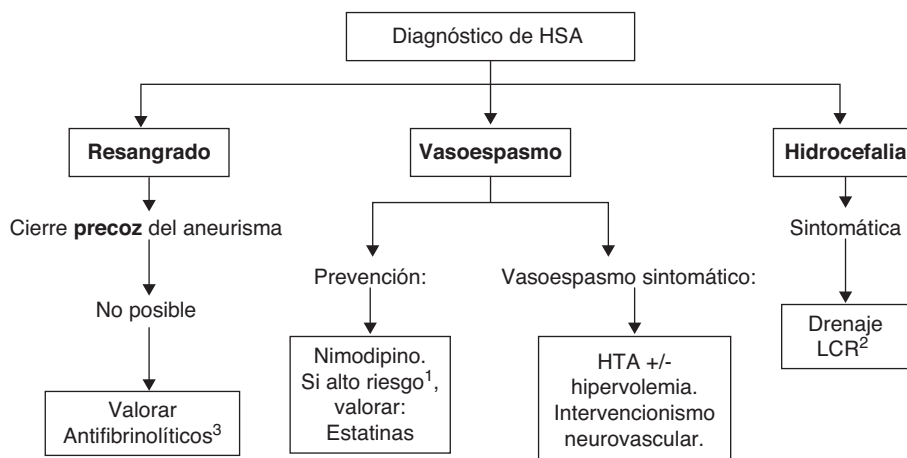 Diagnóstico de HSA
Resangrado
Vasoespasmo
Hidrocefalia
Cierre precoz del aneurisma
Sintomática
Prevención:
Vasoespasmo sintomático:
No posible
Drenaje
LCR2
Nimodipino.
Si alto riesgo1,
valorar:
Estatinas
HTA +/-
hipervolemia.
Intervencionismo
neurovascular.
Valorar
Antifibrinolíticos3